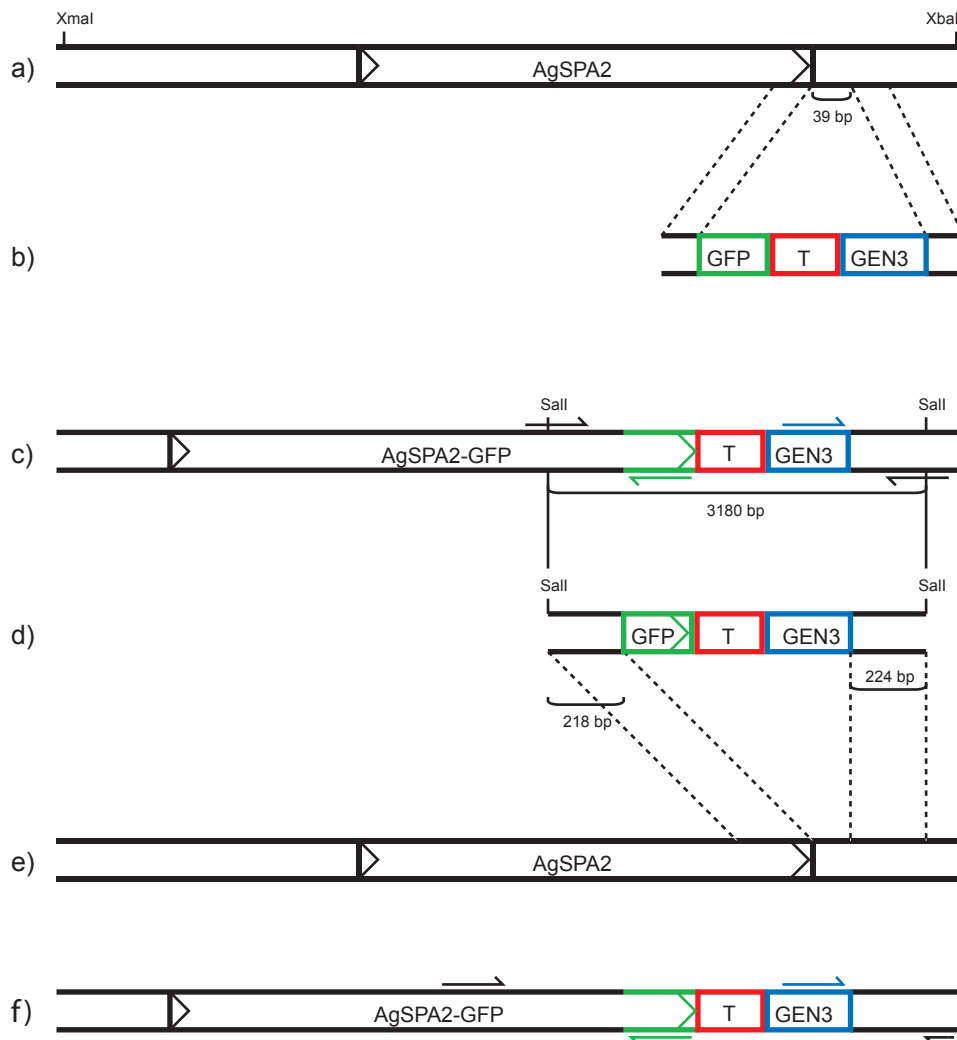 XmaI XbaI
a) AgSPA2
39 bp
b) GFP T GEN3
SalI SalI
c) AgSPA2-GFP T GEN3
3180 bp
SalI SalI
d) GFP T GEN3
224 bp
218 bp
e) AgSPA2
f) AgSPA2-GFP T GEN3